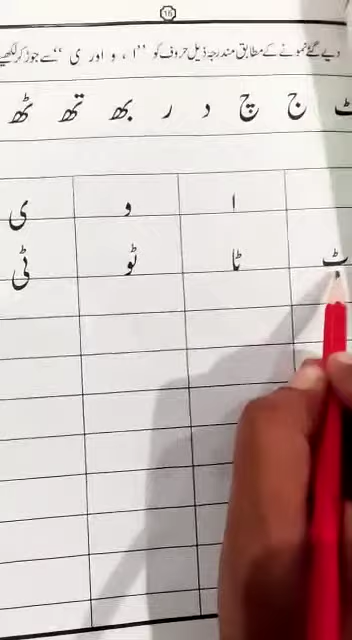 16
دیے گئے نمونے کے مطابق مندرجہ ذیل حروف کو ”ا ، و اور ی“ سے جوڑ کر لکھیے
ٹ ج چ د ر بھ تھ ٹھ
ا و ی
ٹ ٹا ٹو ٹی